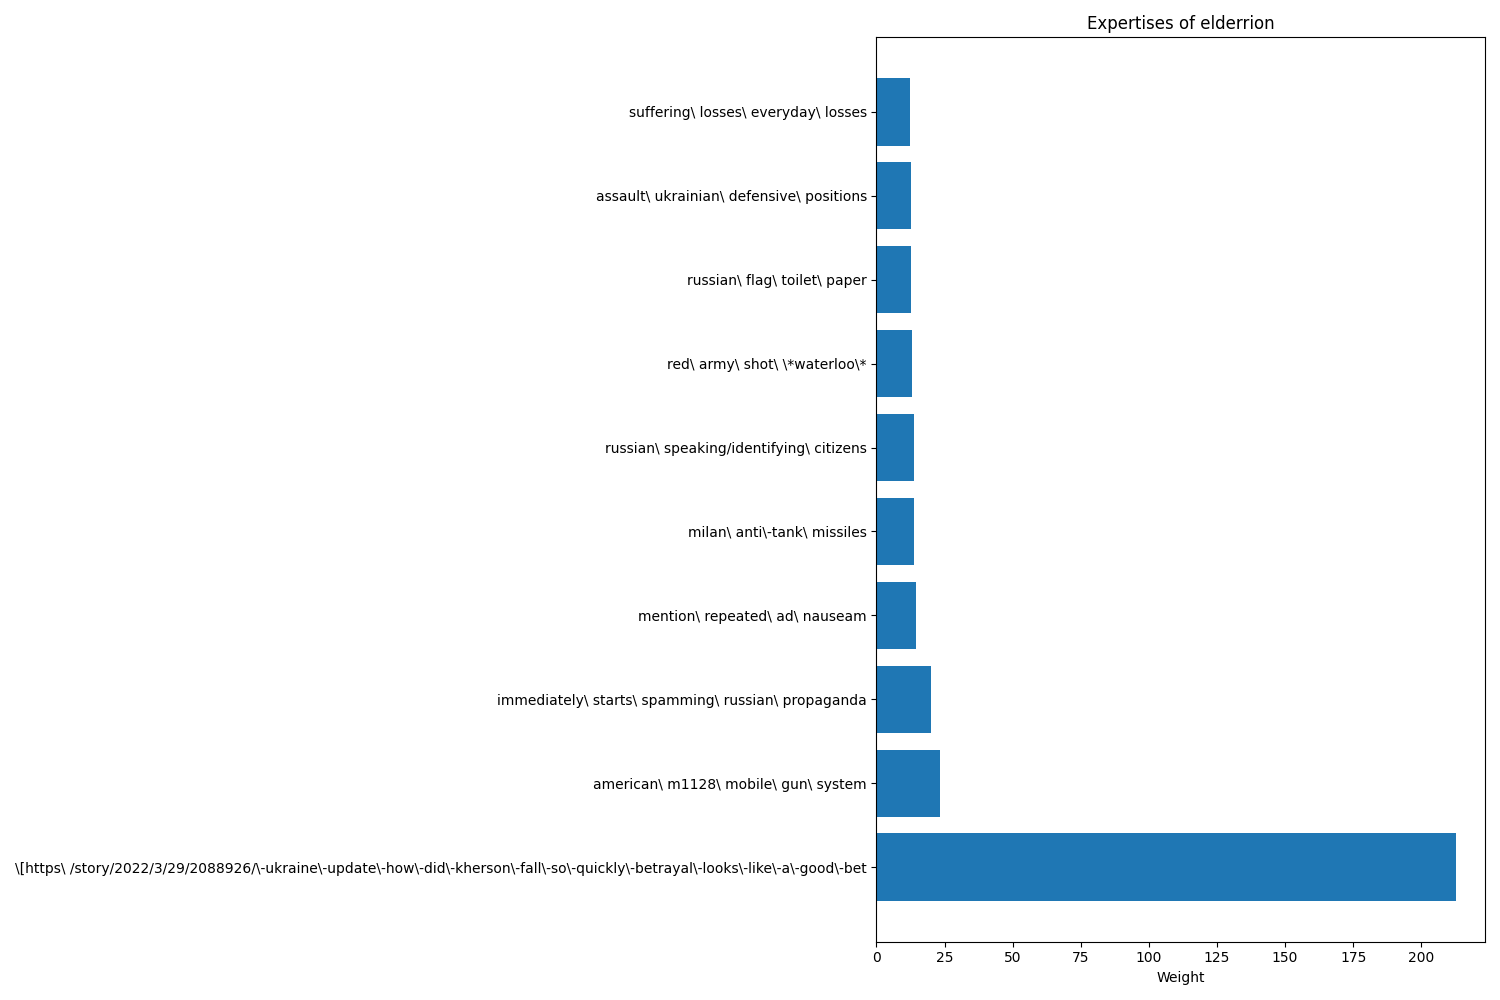 Expertises of elderrion
suffering\ losses\ everyday\ losses
assault\ ukrainian\ defensive\ positions
russian\ flag\ toilet\ paper
red\ army\ shot\ \*waterloo\*
russian\ speaking/identifying\ citizens
milan\ anti\-tank\ missiles
mention\ repeated\ ad\ nauseam
immediately\ starts\ spamming\ russian\ propaganda
american\ m1128\ mobile\ gun\ system
\[https\ /story/2022/3/29/2088926/\-ukraine\-update\-how\-did\-kherson\-fall\-so\-quickly\-betrayal\-looks\-like\-a\-good\-bet
0 25 50 75 100 125 150 175 200
Weight